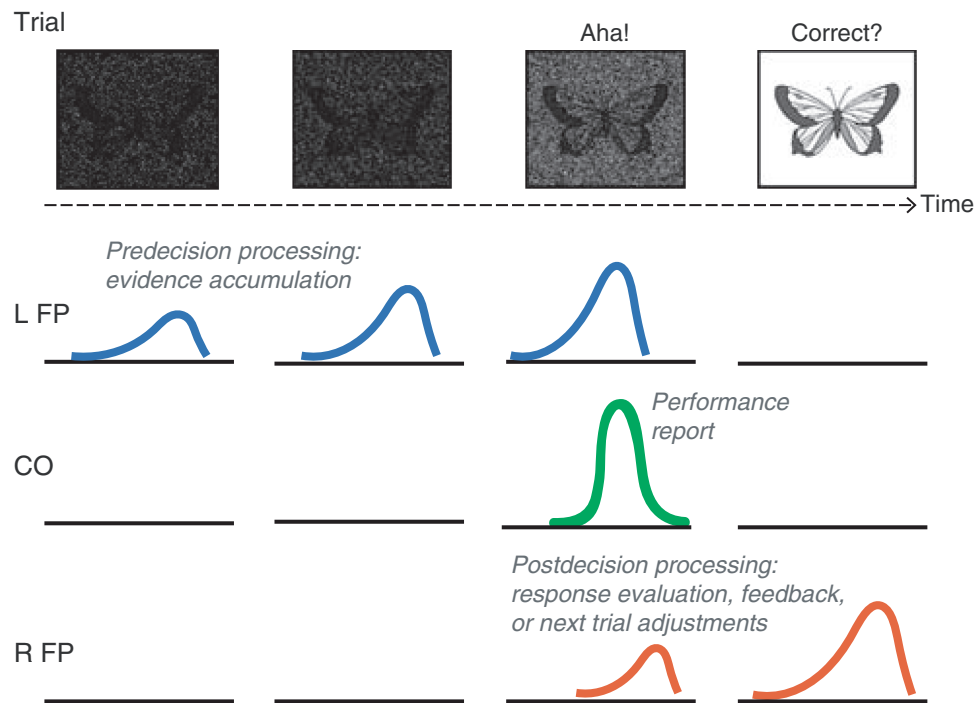 Trial
Aha!
Correct?
Time
Predecision processing:
evidence accumulation
L FP
Performance
report
CO
Postdecision processing:
response evaluation, feedback,
or next trial adjustments
R FP